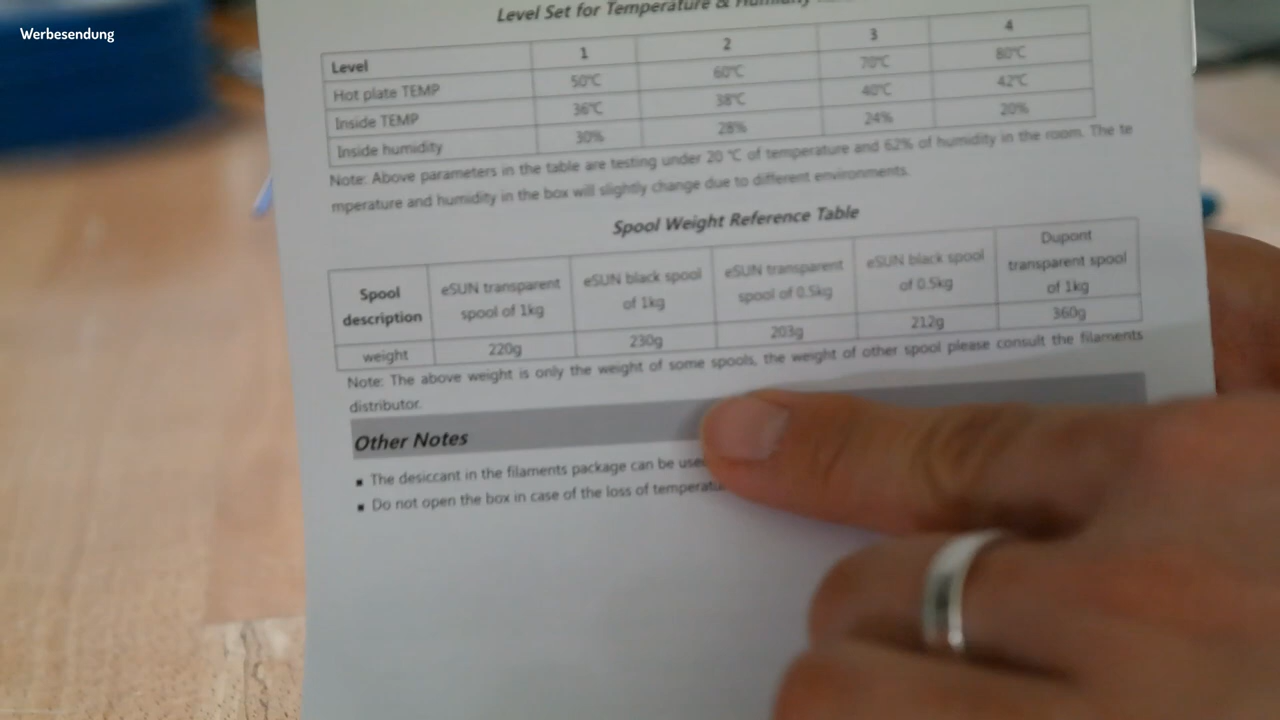 Werbesendung
Level Set for Temperature & Humidity
Level 1 2 3 4
Hot plate TEMP 50℃ 60℃ 70℃ 80℃
Inside TEMP 36℃ 38℃ 40℃ 42℃
Inside humidity 30% 28% 24% 20%
Note: Above parameters in the table are testing under 20 ℃ of temperature and 62% of humidity in the room. The te
mperature and humidity in the box will slightly change due to different environments.
Spool Weight Reference Table
Spool description eSUN transparent spool of 1kg eSUN black spool of 1kg eSUN transparent spool of 0.5kg eSUN black spool of 0.5kg Dupont transparent spool of 1kg
weight 220g 230g 203g 212g 360g
Note: The above weight is only the weight of some spools, the weight of other spool please consult the filaments
distributor.
Other Notes
▪ The desiccant in the filaments package can be use
▪ Do not open the box in case of the loss of temperatu